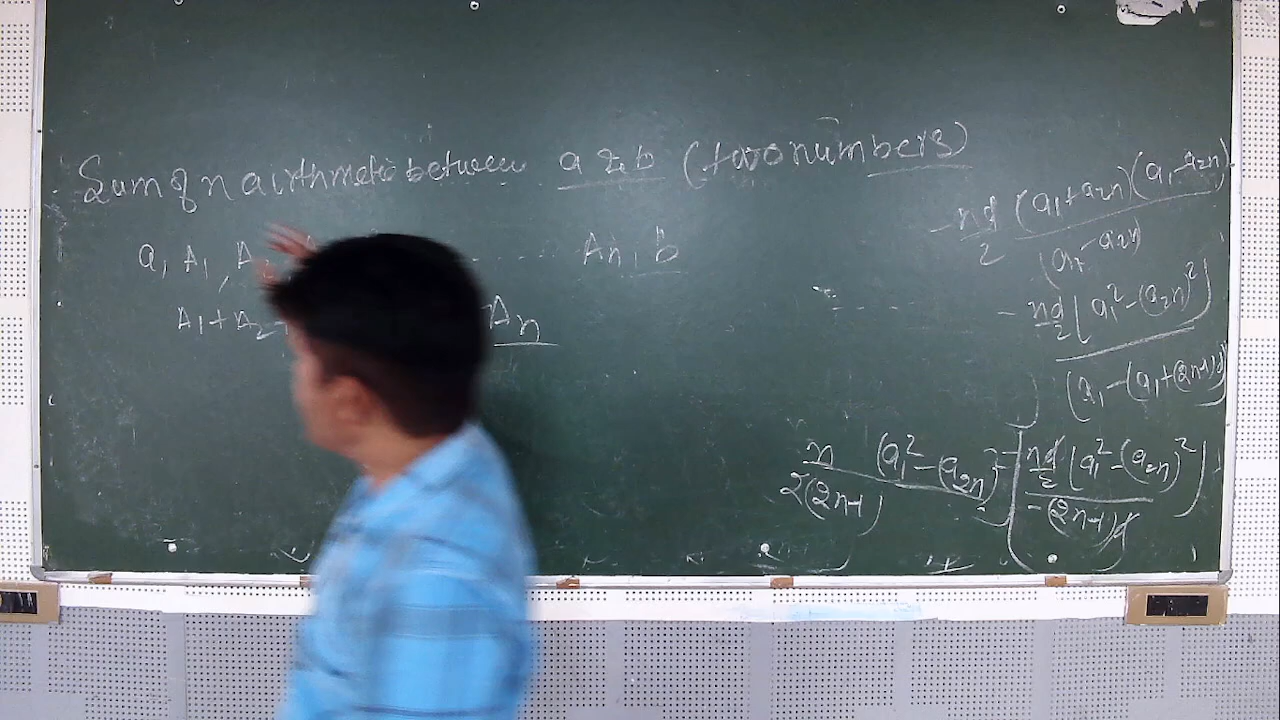 Sum of n airthmetic between a & b (two numbers)
a, A1, A ..... An, b
A1 + A2 - An
- nd/2 (a1+a2n)(a1-a2n)
(a1-a2n)
- nd/2 [a1² - (a2n)²]
(a1 - (a1+(2n-1)d
n/2(2n-1) (a1² - (a2n)²
nd/2 [a1² - (a2n)²]
-(2n-1)d